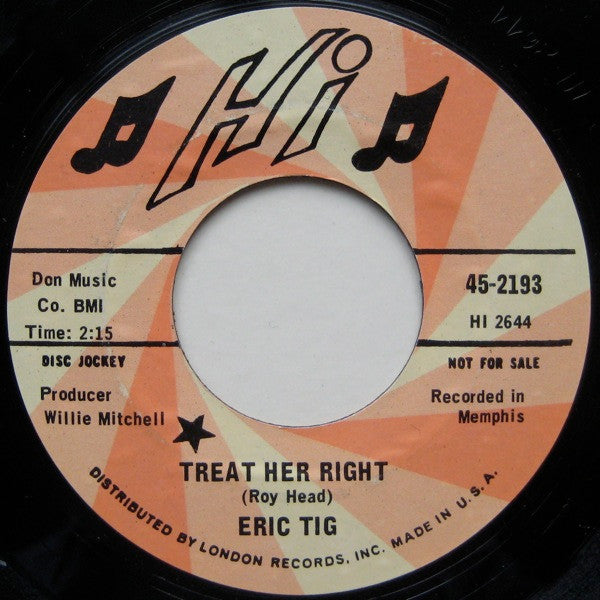 Hi
Don Music
Co. BMI
Time: 2:15
45-2193
HI 2644
DISC JOCKEY
NOT FOR SALE
Producer
Willie Mitchell
Recorded in
Memphis
TREAT HER RIGHT
(Roy Head)
ERIC TIG
DISTRIBUTED BY LONDON RECORDS, INC. MADE IN U.S.A.